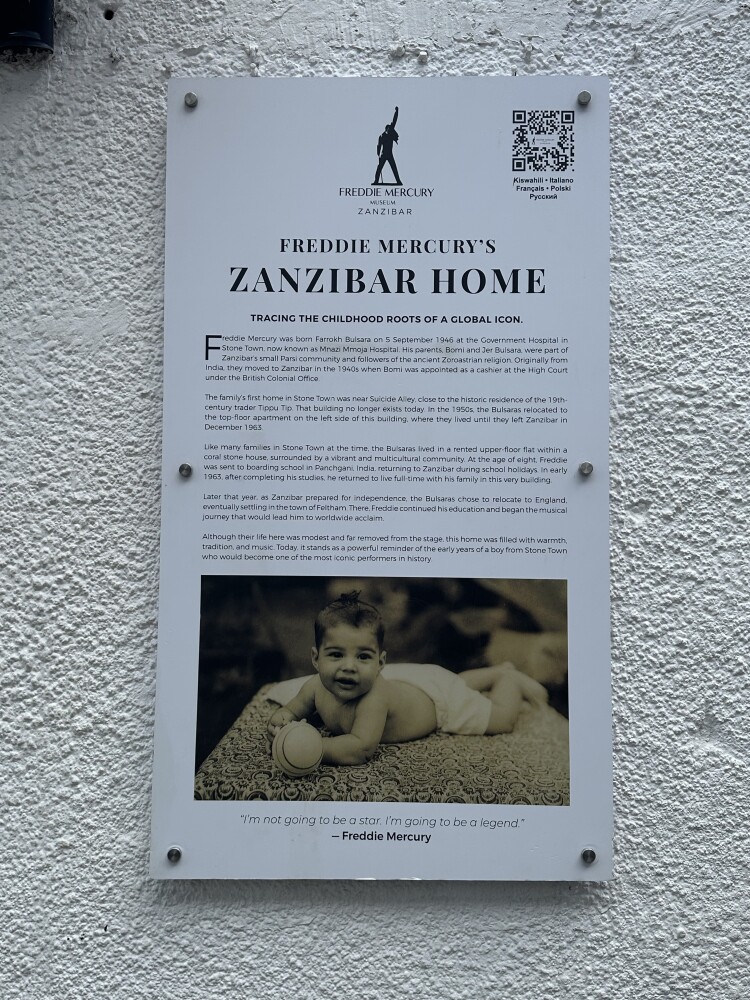 FREDDIE MERCURY
MUSEUM
ZANZIBAR
Kiswahili • Italiano
Français • Polski
Русский
FREDDIE MERCURY'S
ZANZIBAR HOME
TRACING THE CHILDHOOD ROOTS OF A GLOBAL ICON.
Freddie Mercury was born Farrokh Bulsara on 5 September 1946 at the Government Hospital in
Stone Town, now known as Mnazi Mmoja Hospital. His parents, Bomi and Jer Bulsara, were part of
Zanzibar's small Parsi community and followers of the ancient Zoroastrian religion. Originally from
India, they moved to Zanzibar in the 1940s when Bomi was appointed as a cashier at the High Court
under the British Colonial Office.
The family's first home in Stone Town was near Suicide Alley, close to the historic residence of the 19th-
century trader Tippu Tip. That building no longer exists today. In the 1950s, the Bulsaras relocated to
the top-floor apartment on the left side of this building, where they lived until they left Zanzibar in
December 1963.
Like many families in Stone Town at the time, the Bulsaras lived in a rented upper-floor flat within a
coral stone house, surrounded by a vibrant and multicultural community. At the age of eight, Freddie
was sent to boarding school in Panchgani, India, returning to Zanzibar during school holidays. In early
1963, after completing his studies, he returned to live full-time with his family in this very building.
Later that year, as Zanzibar prepared for independence, the Bulsaras chose to relocate to England,
eventually settling in the town of Feltham. There, Freddie continued his education and began the musical
journey that would lead him to worldwide acclaim.
Although their life here was modest and far removed from the stage, this home was filled with warmth,
tradition, and music. Today, it stands as a powerful reminder of the early years of a boy from Stone Town
who would become one of the most iconic performers in history.
"I'm not going to be a star. I'm going to be a legend."
— Freddie Mercury